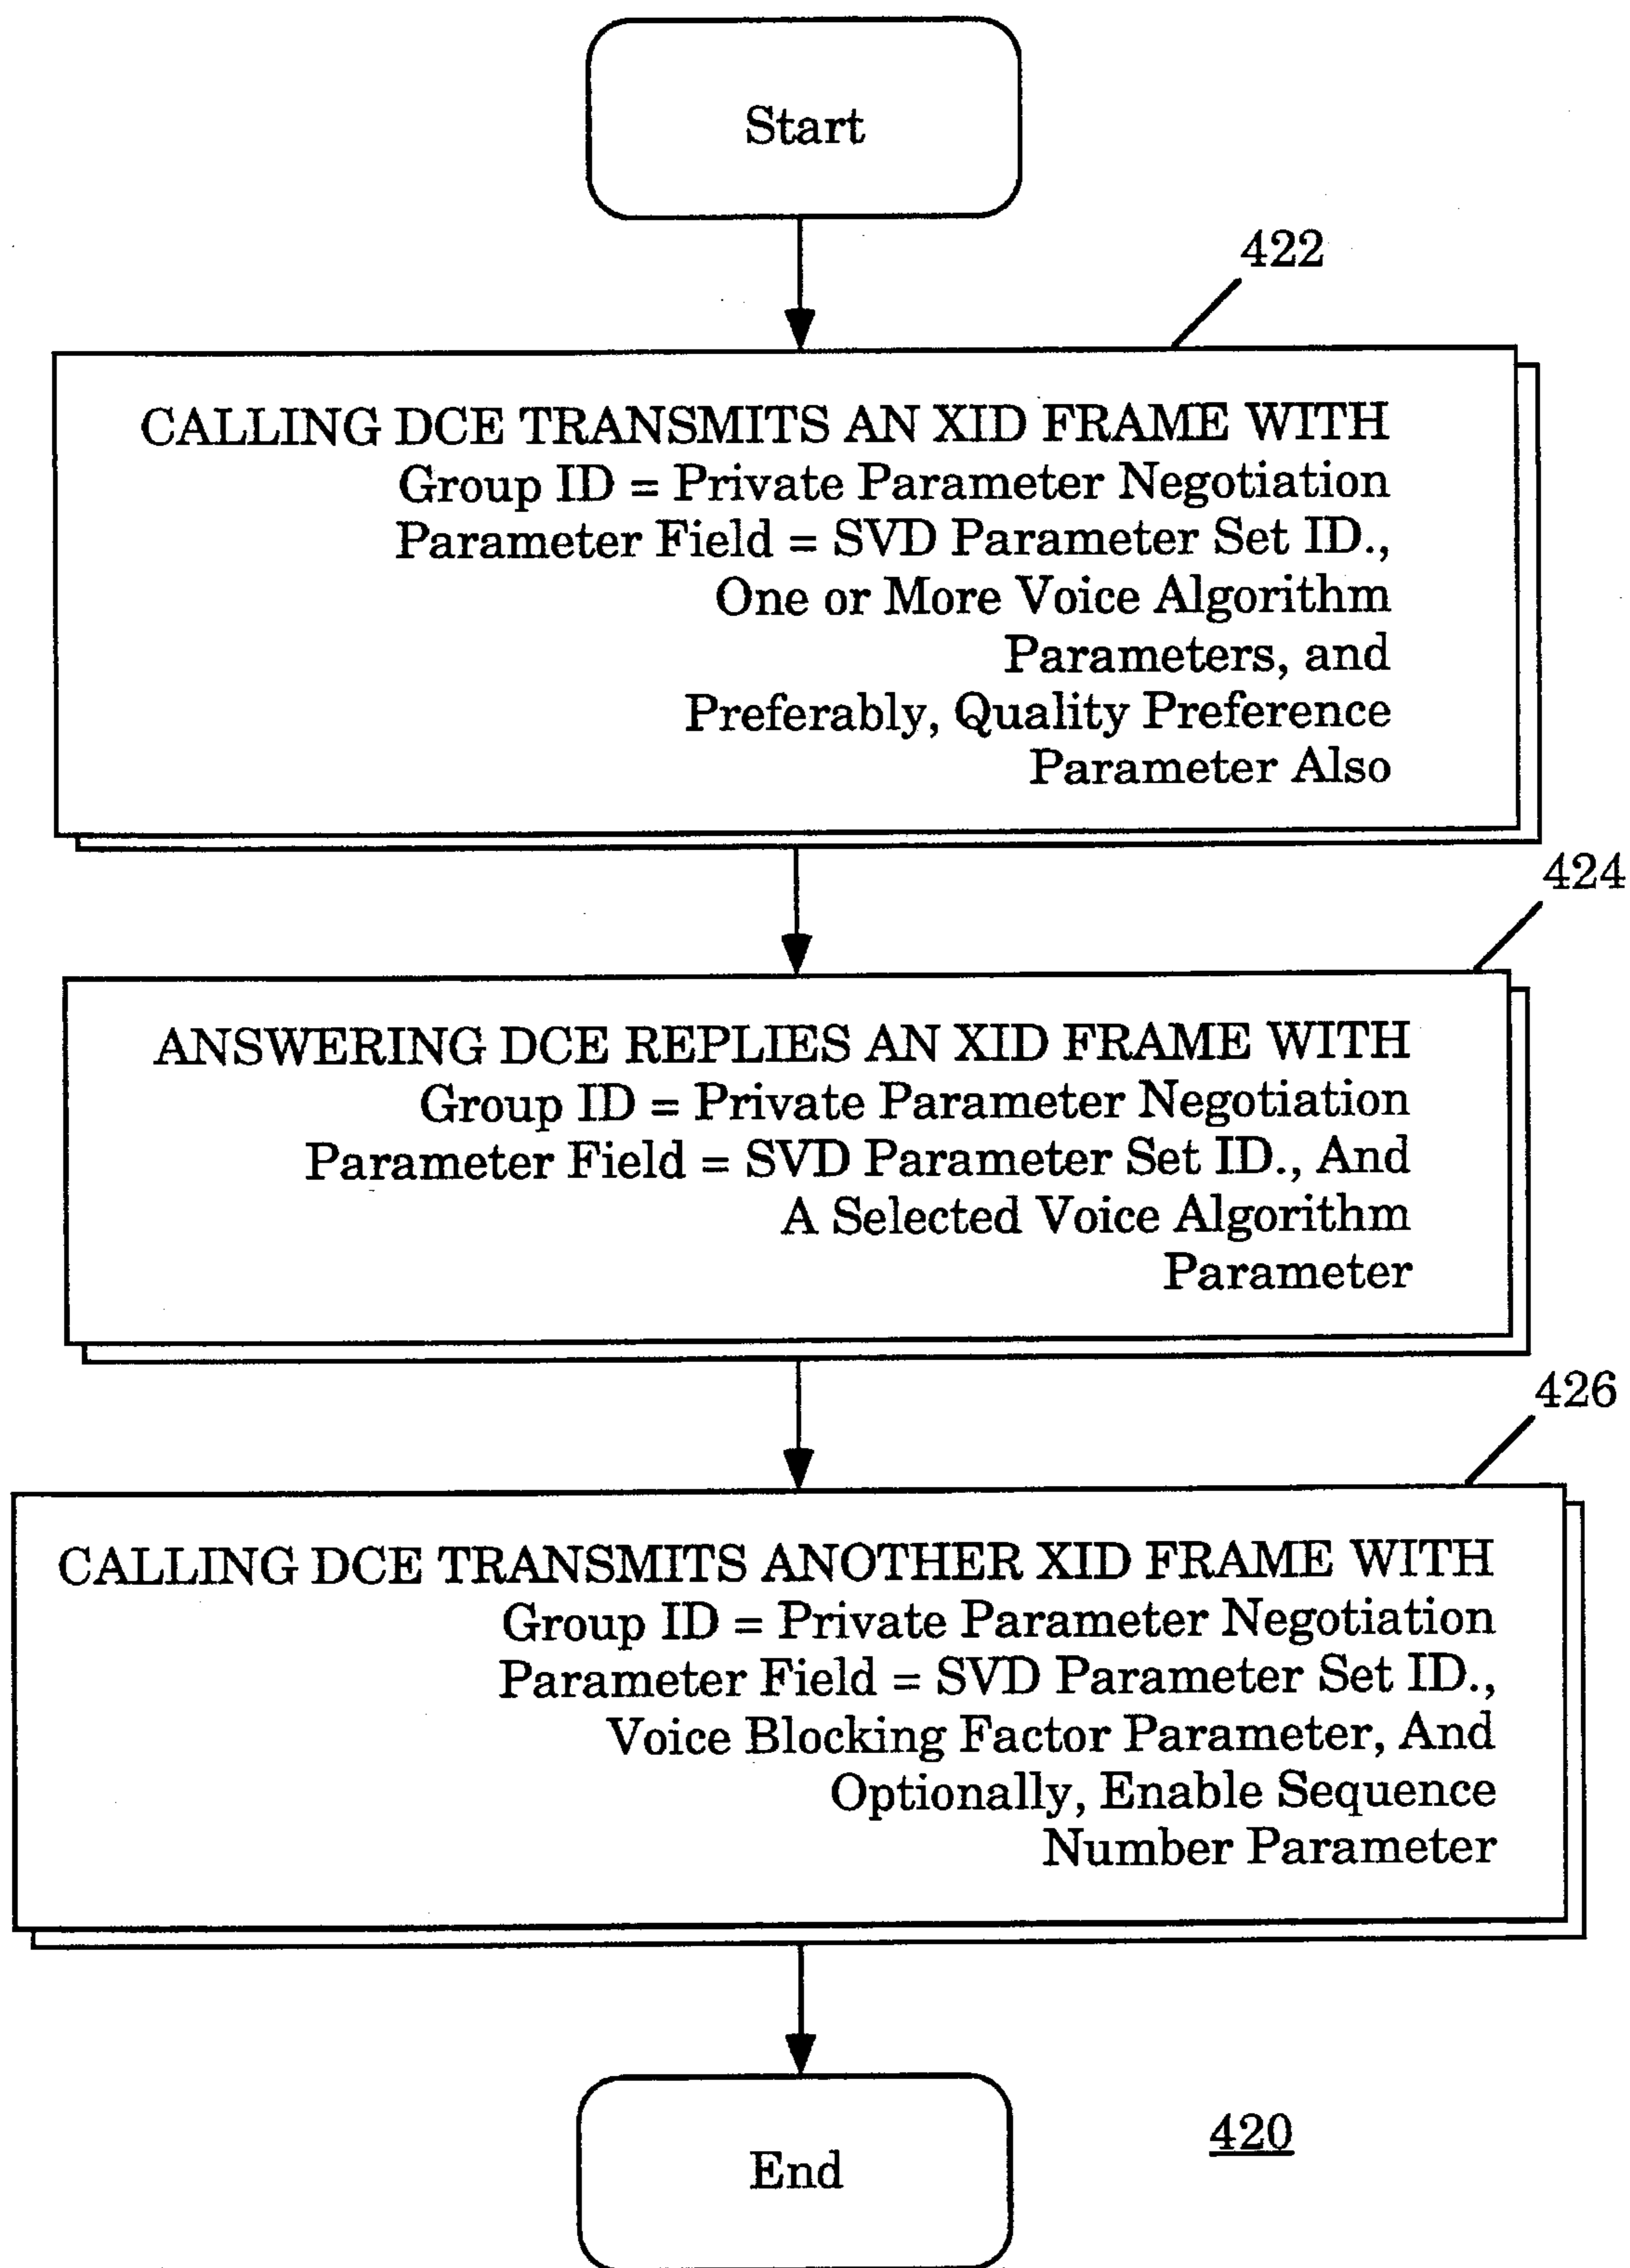 Start
422
CALLING DCE TRANSMITS AN XID FRAME WITH
Group ID = Private Parameter Negotiation
Parameter Field = SVD Parameter Set ID.,
One or More Voice Algorithm
Parameters, and
Preferably, Quality Preference
Parameter Also
424
ANSWERING DCE REPLIES AN XID FRAME WITH
Group ID = Private Parameter Negotiation
Parameter Field = SVD Parameter Set ID., And
A Selected Voice Algorithm
Parameter
426
CALLING DCE TRANSMITS ANOTHER XID FRAME WITH
Group ID = Private Parameter Negotiation
Parameter Field = SVD Parameter Set ID.,
Voice Blocking Factor Parameter, And
Optionally, Enable Sequence
Number Parameter
420
End